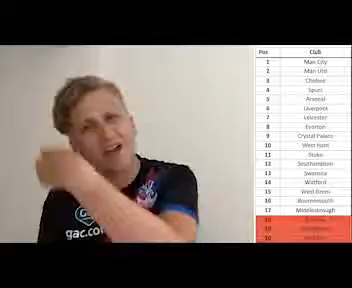 Pos Club
1 Man City
2 Man Utd
3 Chelsea
4 Spurs
5 Arsenal
6 Liverpool
7 Leicester
8 Everton
9 Crystal Palace
10 West Ham
11 Stoke
12 Southampton
13 Swansea
14 Watford
15 West Brom
16 Bournemouth
17 Middlesbrough
18
19
20
gac.co